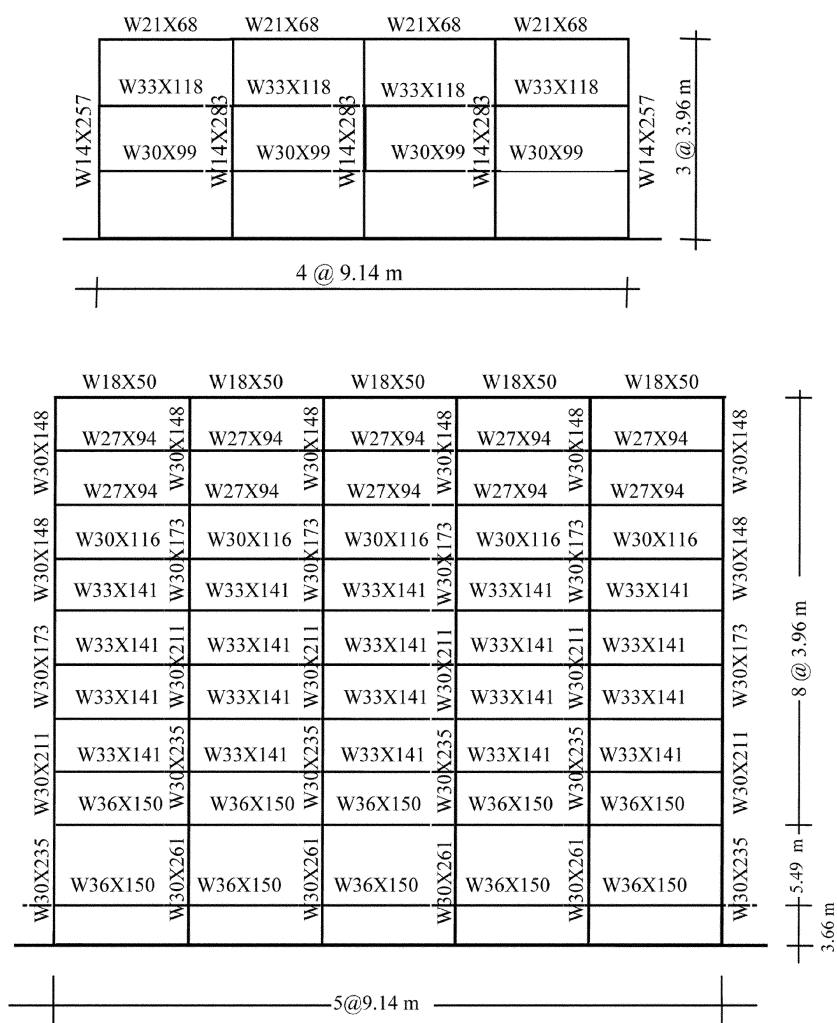 W21X68 W21X68 W21X68 W21X68
W33X118 W33X118 W33X118 W33X118
W14X257 W14X283 W14X283 W14X283 W14X257
W30X99 W30X99 W30X99 W30X99
3 @ 3.96 m
4 @ 9.14 m
W18X50 W18X50 W18X50 W18X50 W18X50
W30X148 W30X148 W30X148 W30X148 W30X148 W30X148
W27X94 W27X94 W27X94 W27X94 W27X94
W27X94 W27X94 W27X94 W27X94 W27X94
W30X148 W30X173 W30X173 W30X173 W30X173 W30X148
W30X116 W30X116 W30X116 W30X116 W30X116
W33X141 W33X141 W33X141 W33X141 W33X141
W30X173 W30X211 W30X211 W30X211 W30X211 W30X173
W33X141 W33X141 W33X141 W33X141 W33X141
W33X141 W33X141 W33X141 W33X141 W33X141
8 @ 3.96 m
W30X211 W30X235 W30X235 W30X235 W30X235 W30X211
W33X141 W33X141 W33X141 W33X141 W33X141
W36X150 W36X150 W36X150 W36X150 W36X150
W30X235 W30X261 W30X261 W30X261 W30X261 W30X235
W36X150 W36X150 W36X150 W36X150 W36X150
5.49 m
3.66 m
5@9.14 m